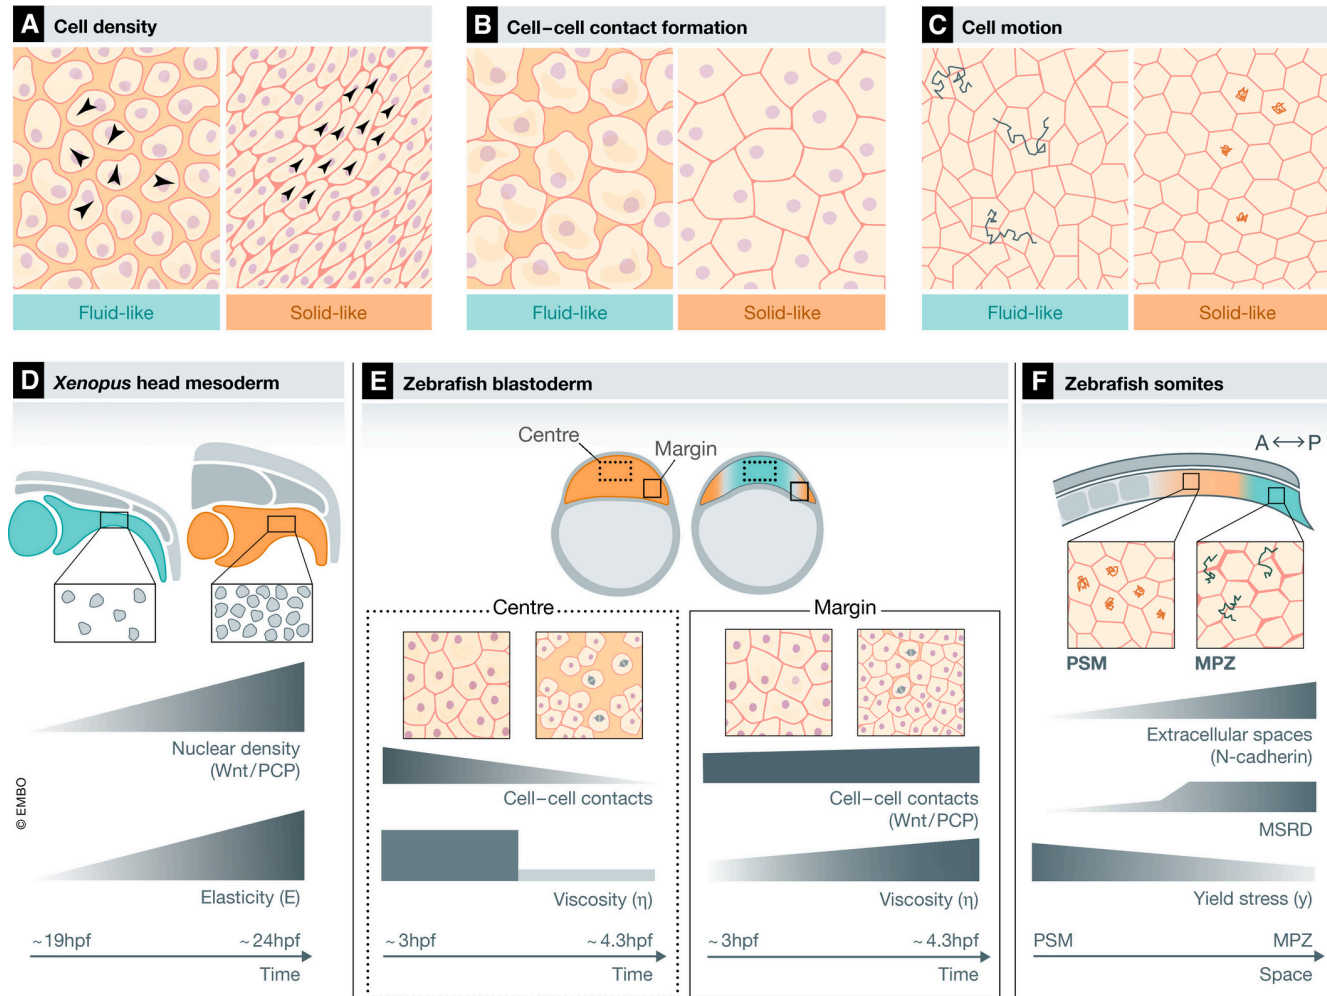 A Cell density
Fluid-like
Solid-like
B Cell–cell contact formation
Fluid-like
Solid-like
C Cell motion
Fluid-like
Solid-like
D Xenopus head mesoderm
Nuclear density
(Wnt/PCP)
Elasticity (E)
~19hpf
~24hpf
Time
© EMBO
E Zebrafish blastoderm
Centre
Margin
Centre
Cell–cell contacts
Viscosity (η)
~3hpf
~4.3hpf
Time
Margin
Cell–cell contacts
(Wnt/PCP)
Viscosity (η)
~3hpf
~4.3hpf
Time
F Zebrafish somites
A ⟷ P
PSM
MPZ
Extracellular spaces
(N-cadherin)
MSRD
Yield stress (y)
PSM
MPZ
Space